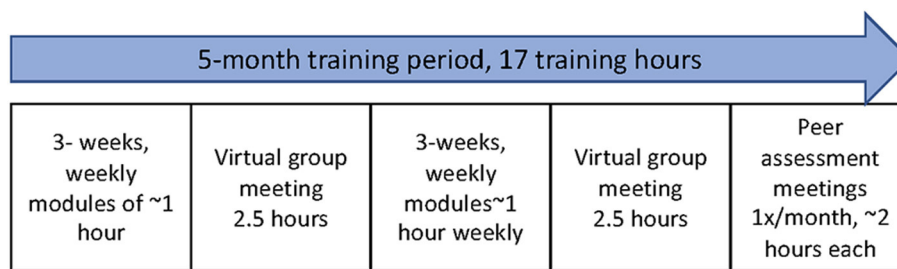 5-month training period, 17 training hours
3- weeks,
weekly
modules of ~1
hour
Virtual group
meeting
2.5 hours
3-weeks,
weekly
modules~1
hour weekly
Virtual group
meeting
2.5 hours
Peer
assessment
meetings
1x/month, ~2
hours each